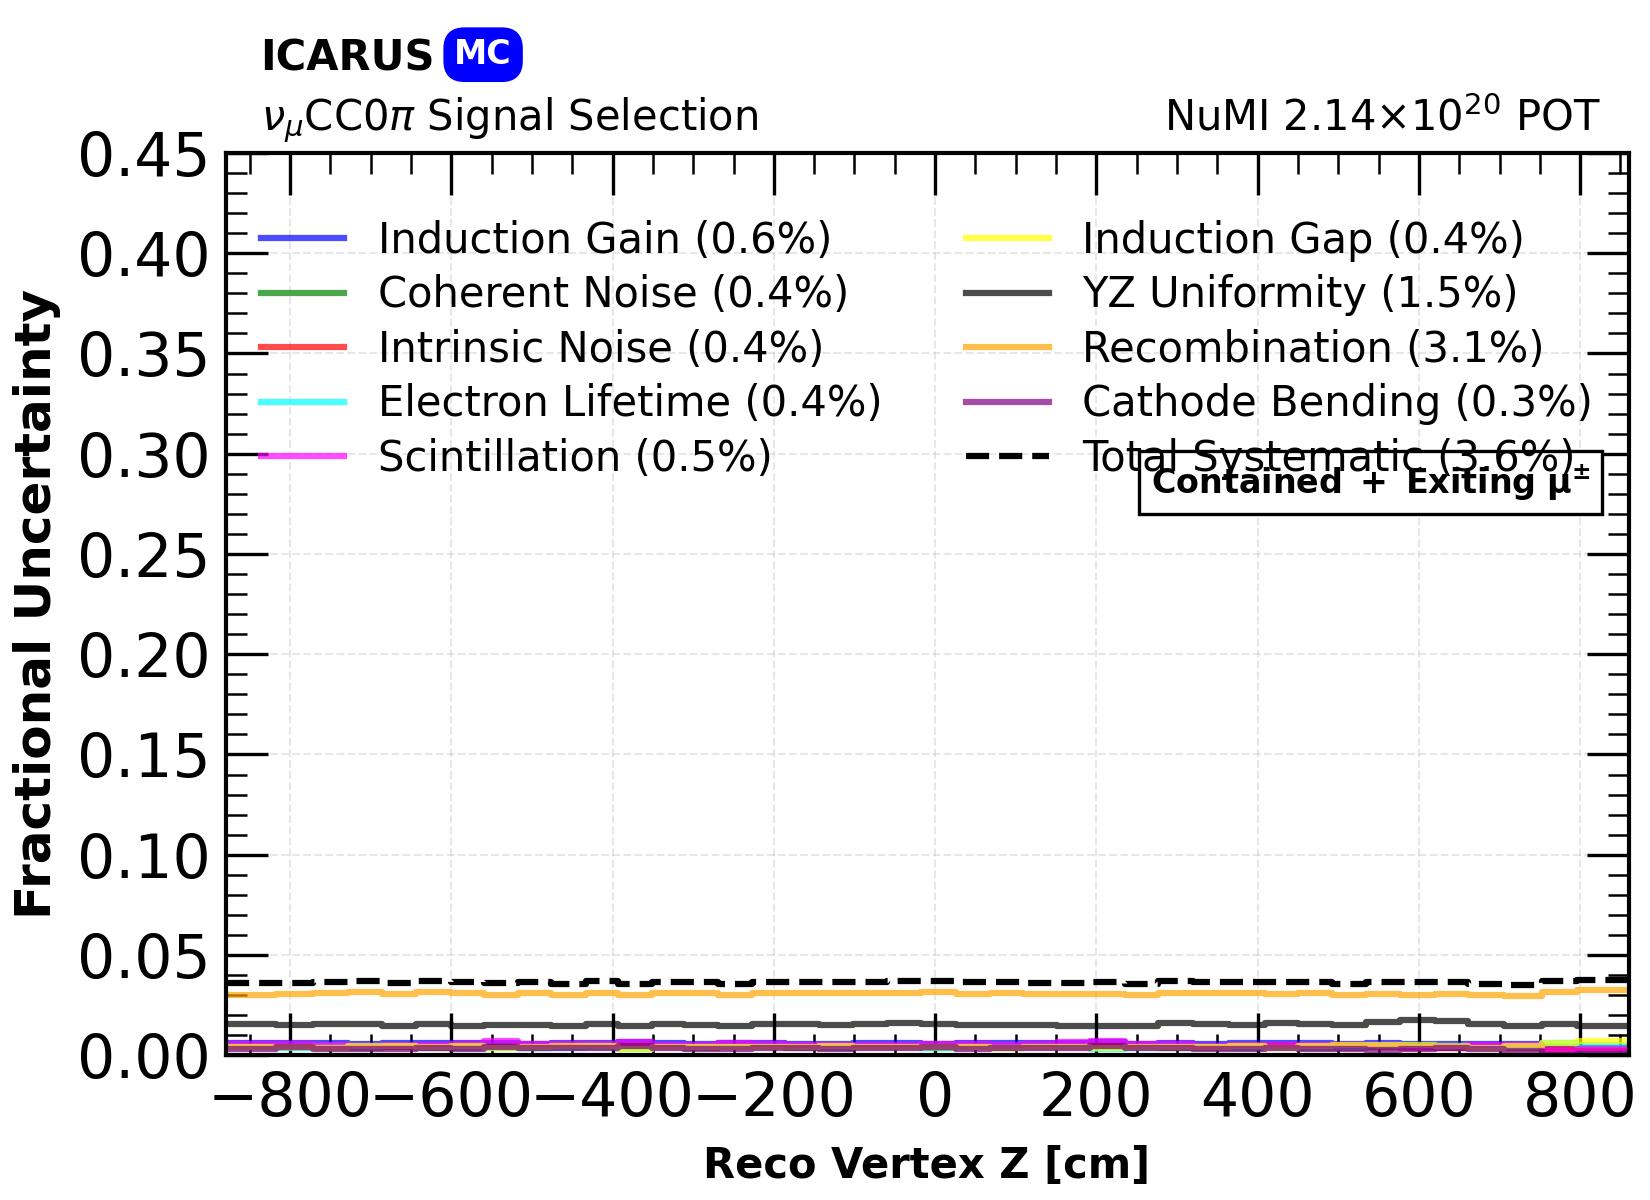 ICARUS MC
νμCC0π Signal Selection
NuMI 2.14×10²⁰ POT
0.45
0.40
0.35
0.30
0.25
0.20
0.15
0.10
0.05
0.00
Fractional Uncertainty
Induction Gain (0.6%)
Coherent Noise (0.4%)
Intrinsic Noise (0.4%)
Electron Lifetime (0.4%)
Scintillation (0.5%)
Induction Gap (0.4%)
YZ Uniformity (1.5%)
Recombination (3.1%)
Cathode Bending (0.3%)
Total Systematic (3.6%)
Contained + Exiting μ±
−800 −600 −400 −200 0 200 400 600 800
Reco Vertex Z [cm]